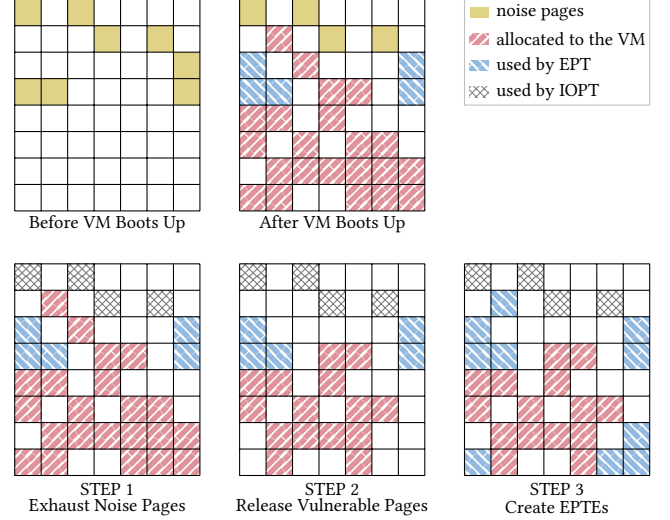 noise pages
allocated to the VM
used by EPT
used by IOPT
Before VM Boots Up
After VM Boots Up
STEP 1
Exhaust Noise Pages
STEP 2
Release Vulnerable Pages
STEP 3
Create EPTEs